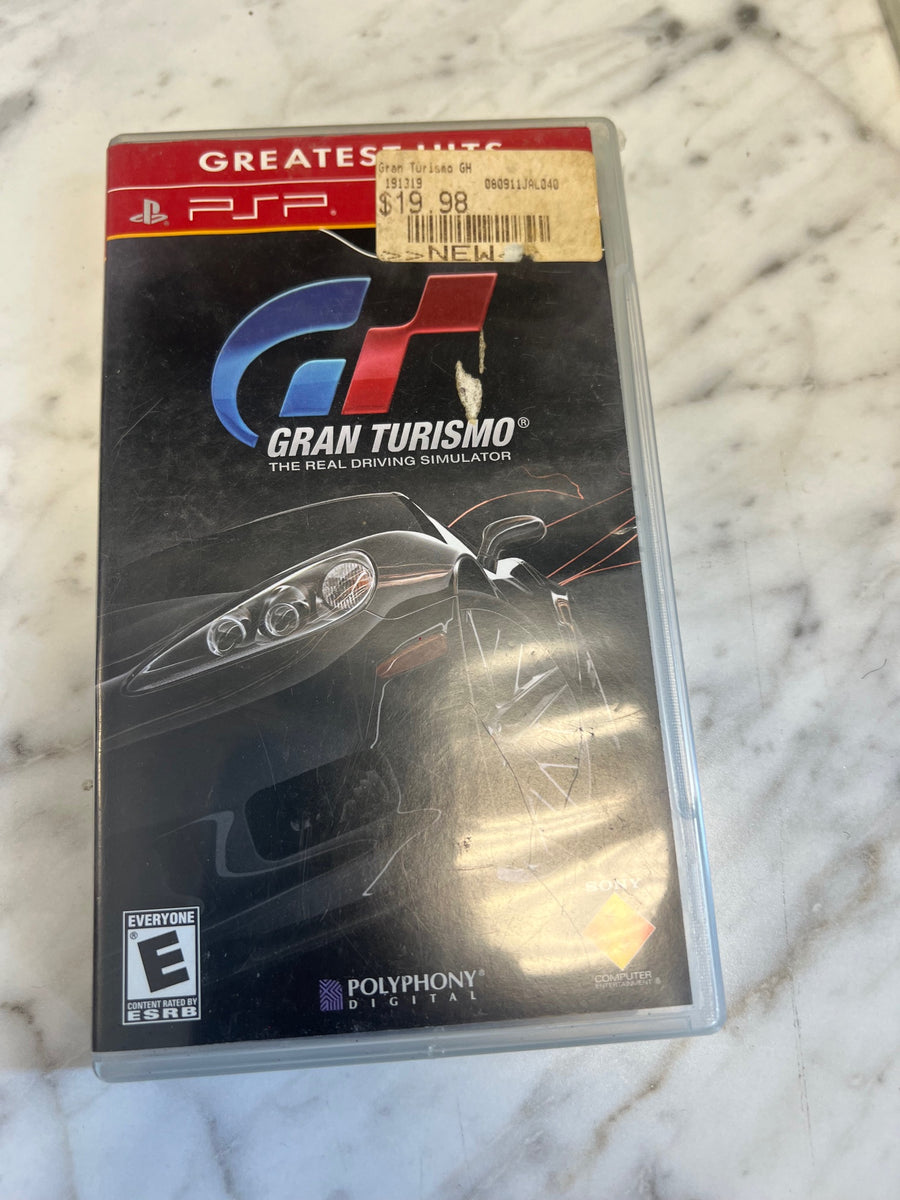 GREATEST HITS
PSP.
Gran Turismo GH
191319 080911JAL040
$19.98
>>NEW<
GRAN TURISMO®
THE REAL DRIVING SIMULATOR
EVERYONE
E
®
CONTENT RATED BY
ESRB
POLYPHONY®
DIGITAL
SONY
COMPUTER
ENTERTAINMENT®